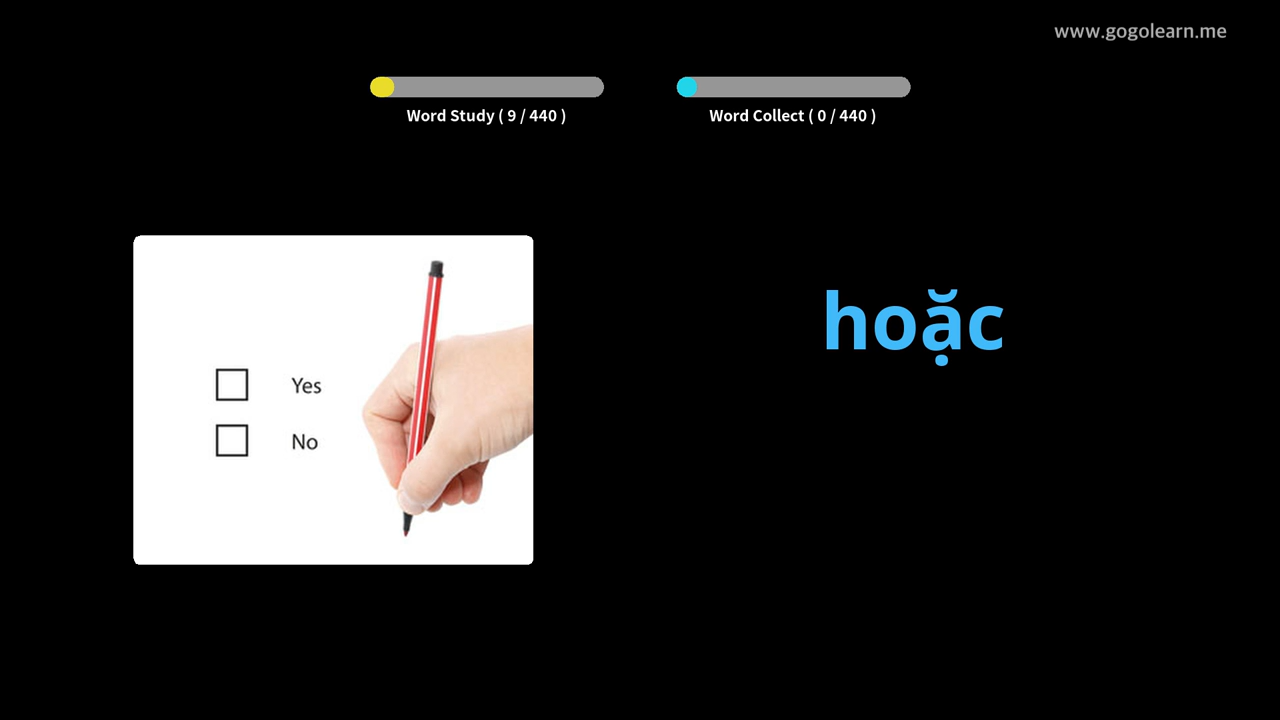 www.gogolearn.me
Word Study ( 9 / 440 )
Word Collect ( 0 / 440 )
hoặc
Yes
No